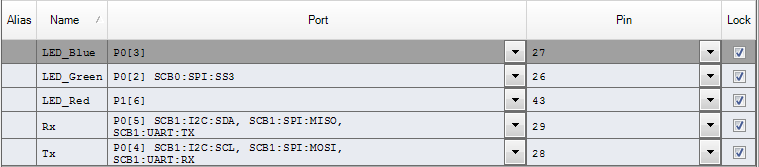 Alias Name / Port Pin Lock
LED_Blue P0[3] 27
LED_Green P0[2] SCB0:SPI:SS3 26
LED_Red P1[6] 43
Rx P0[5] SCB1:I2C:SDA, SCB1:SPI:MISO, 29
SCB1:UART:TX
Tx P0[4] SCB1:I2C:SCL, SCB1:SPI:MOSI, 28
SCB1:UART:RX